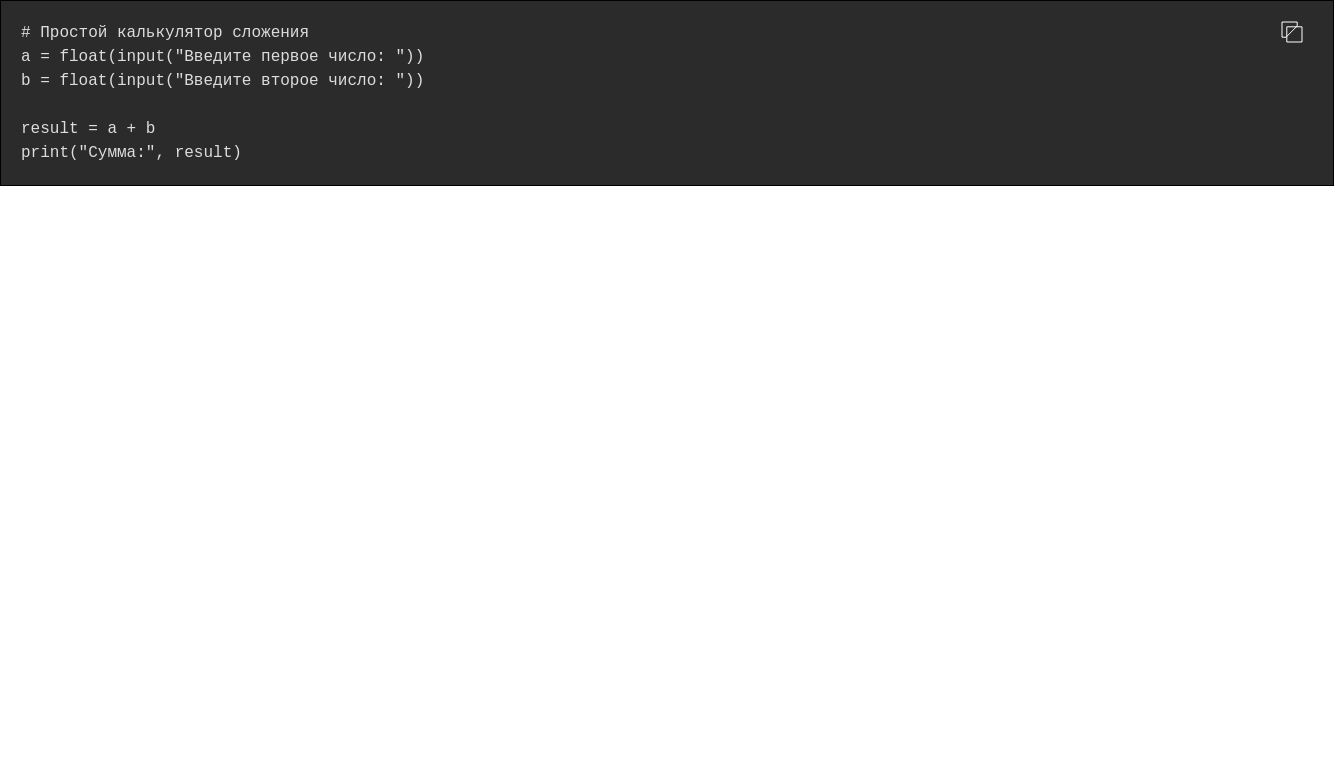 # Простой калькулятор сложения
a = float(input("Введите первое число: "))
b = float(input("Введите второе число: "))

result = a + b
print("Сумма:", result)